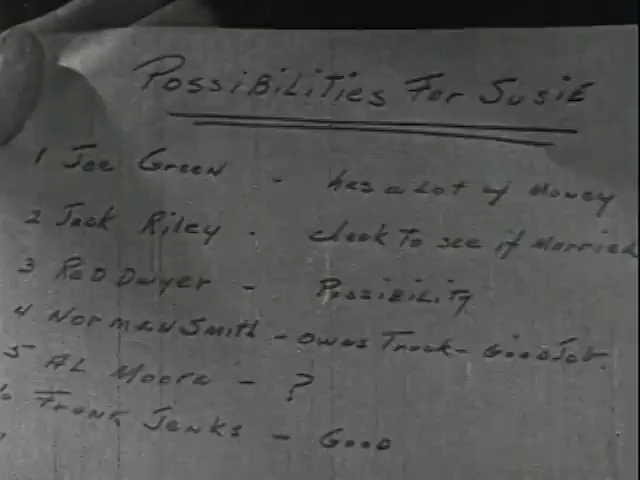 Possibilities For Susie
1 Joe Green - has a lot of money
2 Jack Riley - check to see if married
3 Red Dwyer - Possibility
4 Norman Smith - owns Truck - Good Job.
5 Al Moore - ?
6 Frank Jenks - Good